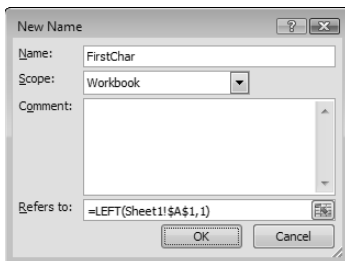 New Name
Name: FirstChar
Scope: Workbook
Comment:
Refers to: =LEFT(Sheet1!$A$1,1)
OK Cancel